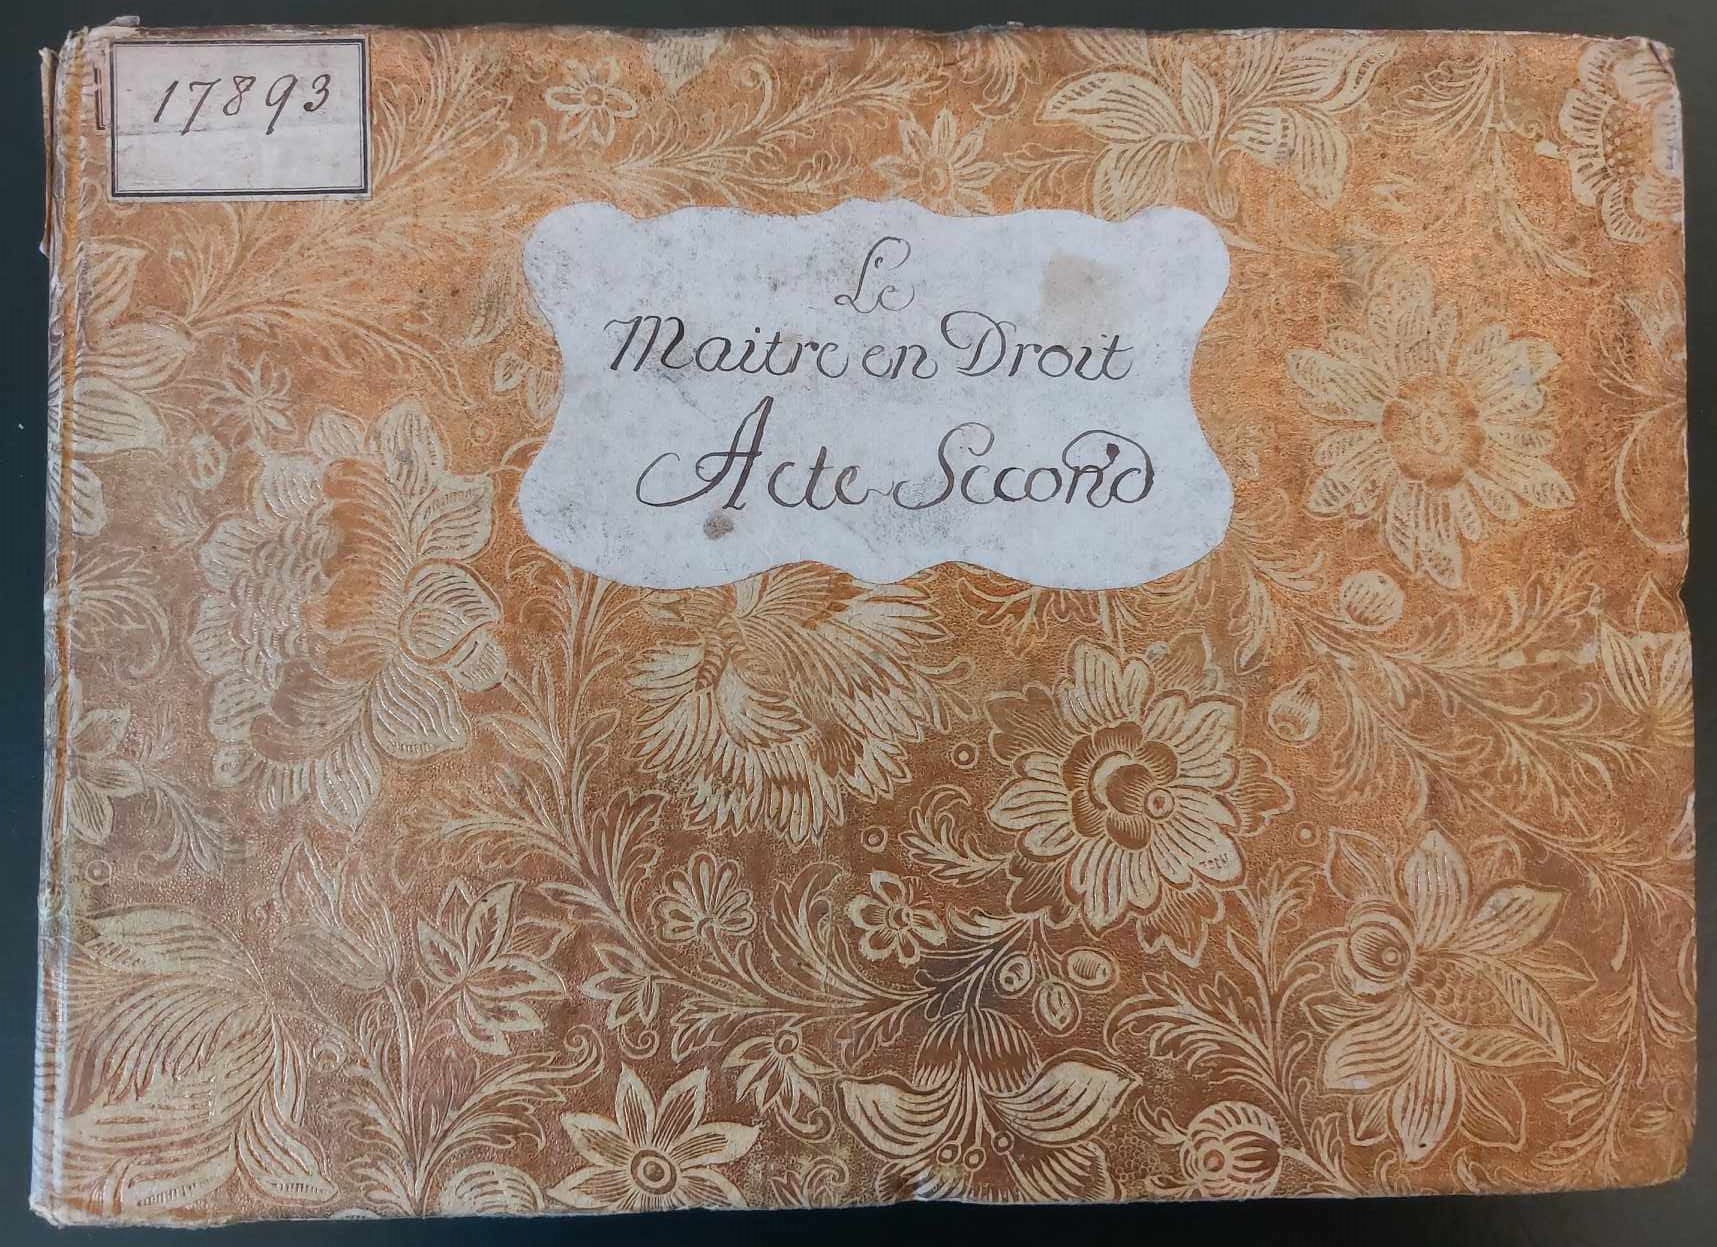 17893
Le
Maitre en Droit
Acte Second